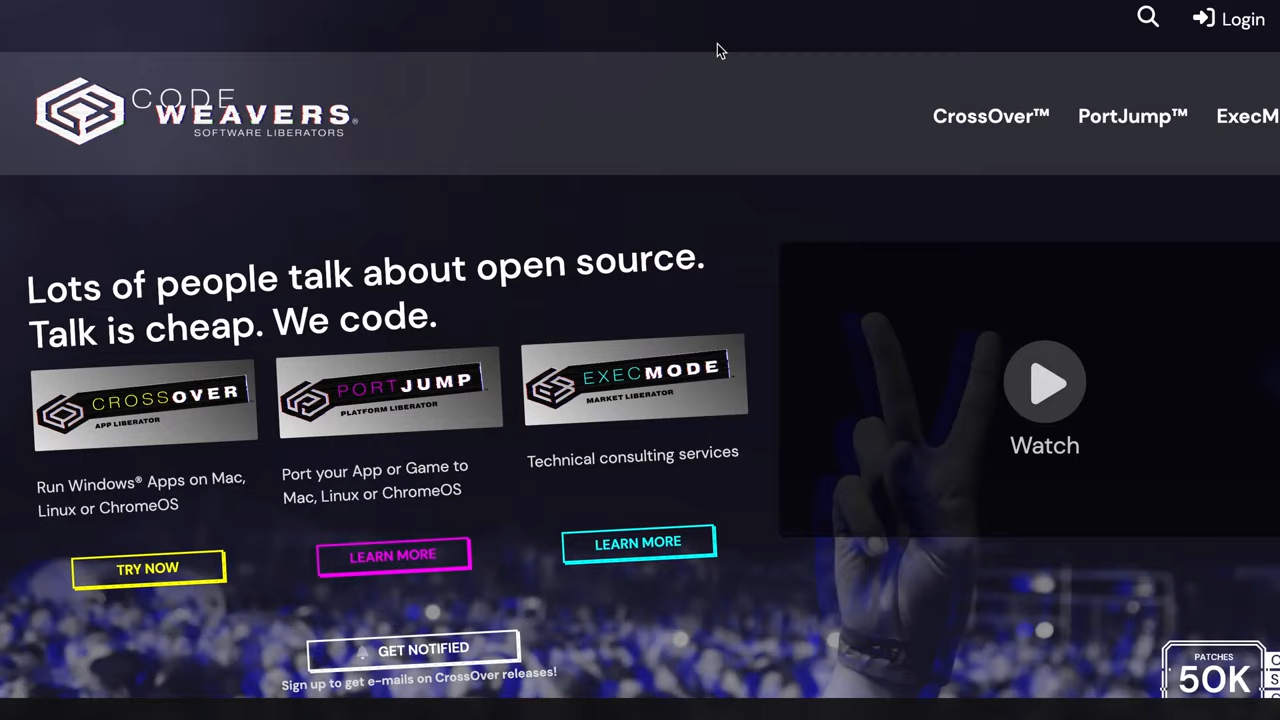 Login
CODE
WEAVERS®
SOFTWARE LIBERATORS
CrossOver™
PortJump™
ExecM
Lots of people talk about open source.
Talk is cheap. We code.
CROSSOVER
APP LIBERATOR
PORTJUMP™
PLATFORM LIBERATOR
EXECMODE™
MARKET LIBERATOR
Run Windows® Apps on Mac,
Linux or ChromeOS
Port your App or Game to
Mac, Linux or ChromeOS
Technical consulting services
TRY NOW
LEARN MORE
LEARN MORE
Watch
GET NOTIFIED
Sign up to get e-mails on CrossOver releases!
PATCHES
50K